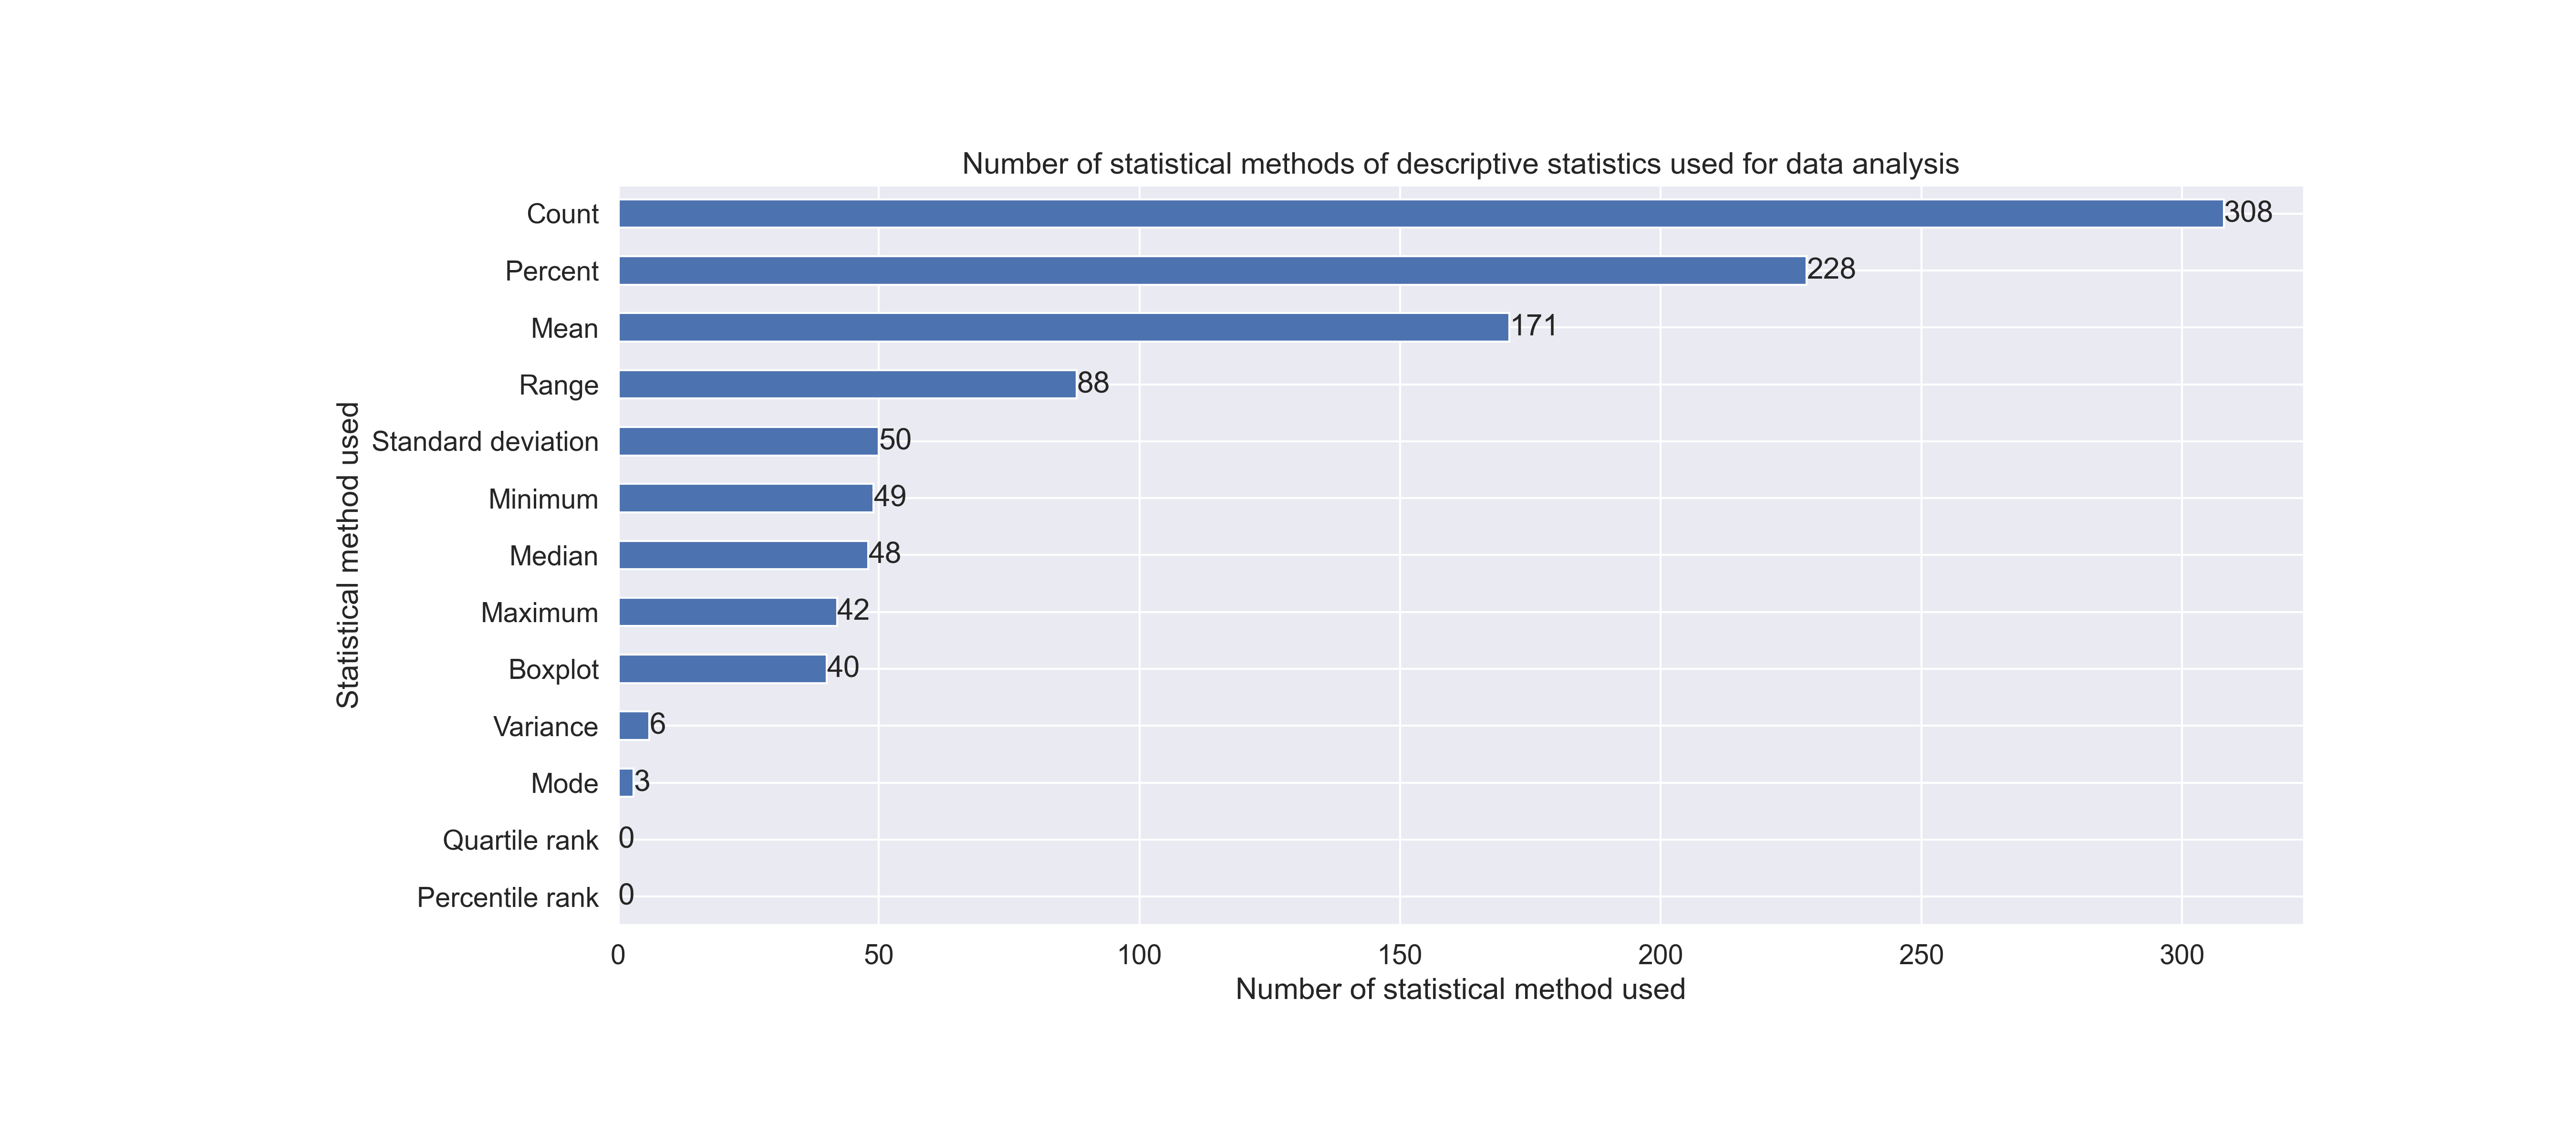 Number of statistical methods of descriptive statistics used for data analysis
Statistical method used
Count 308
Percent 228
Mean 171
Range 88
Standard deviation 50
Minimum 49
Median 48
Maximum 42
Boxplot 40
Variance 6
Mode 3
Quartile rank 0
Percentile rank 0
0 50 100 150 200 250 300
Number of statistical method used